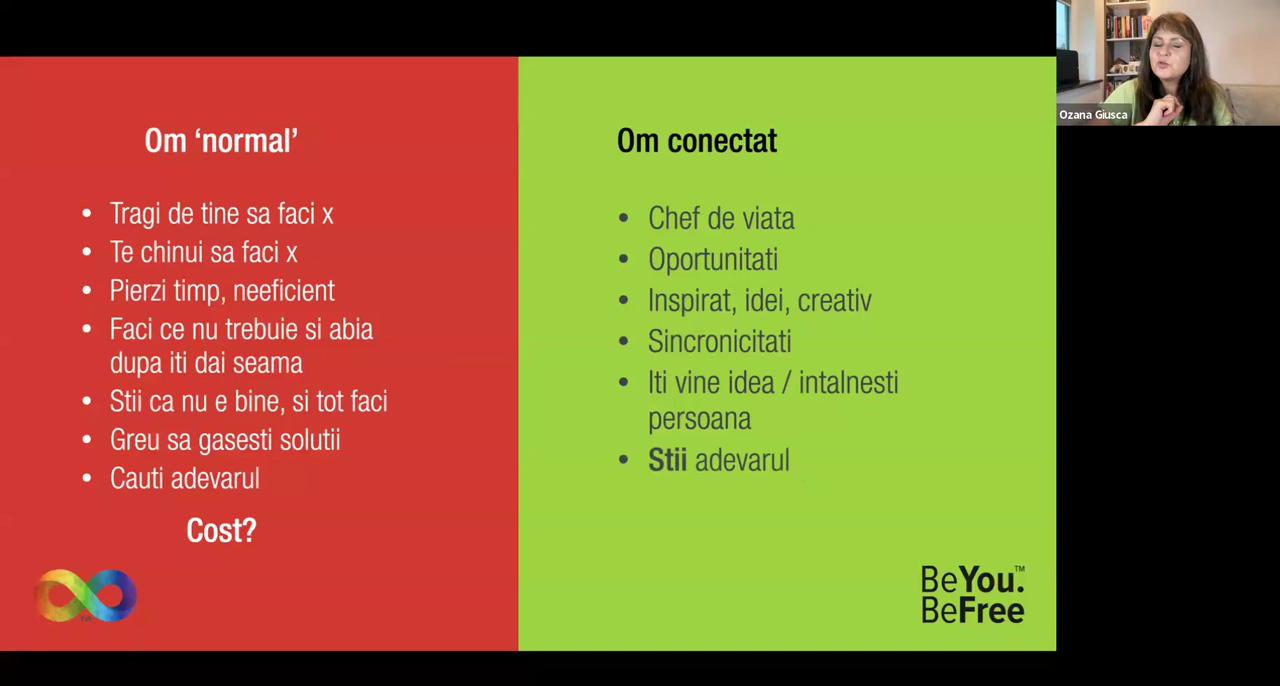 Om ‘normal’
• Tragi de tine sa faci x
• Te chinui sa faci x
• Pierzi timp, neeficient
• Faci ce nu trebuie si abia
dupa iti dai seama
• Stii ca nu e bine, si tot faci
• Greu sa gasesti solutii
• Cauti adevarul
Cost?
TM
Om conectat
• Chef de viata
• Oportunitati
• Inspirat, idei, creativ
• Sincronicitati
• Iti vine idea / intalnesti
persoana
• Stii adevarul
BeYou.™
BeFree
Ozana Giusca